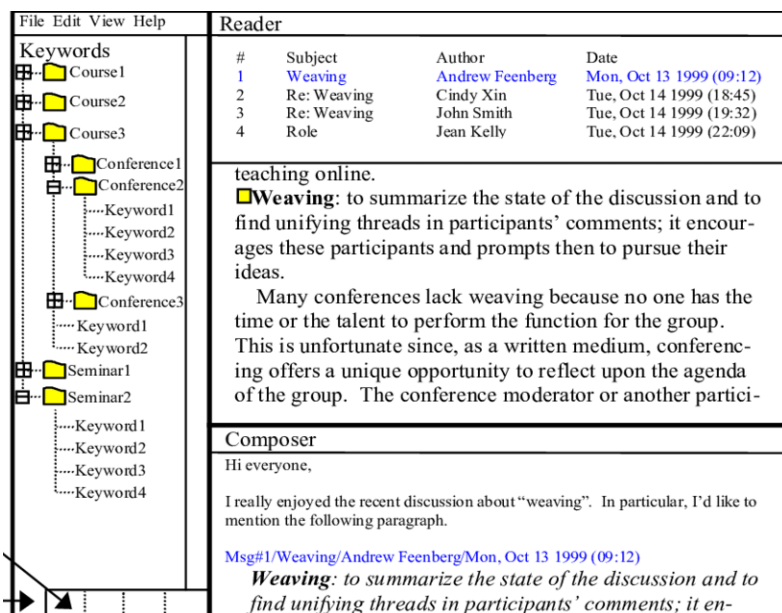 File Edit View Help
Keywords
Course1
Course2
Course3
Conference1
Conference2
Keyword1
Keyword2
Keyword3
Keyword4
Conference3
Keyword1
Keyword2
Seminar1
Seminar2
Keyword1
Keyword2
Keyword3
Keyword4
Reader
# Subject Author Date
1 Weaving Andrew Feenberg Mon, Oct 13 1999 (09:12)
2 Re: Weaving Cindy Xin Tue, Oct 14 1999 (18:45)
3 Re: Weaving John Smith Tue, Oct 14 1999 (19:32)
4 Role Jean Kelly Tue, Oct 14 1999 (22:09)
teaching online.
Weaving: to summarize the state of the discussion and to
find unifying threads in participants’ comments; it encour-
ages these participants and prompts then to pursue their
ideas.
Many conferences lack weaving because no one has the
time or the talent to perform the function for the group.
This is unfortunate since, as a written medium, conferenc-
ing offers a unique opportunity to reflect upon the agenda
of the group. The conference moderator or another partici-
Composer
Hi everyone,
I really enjoyed the recent discussion about “weaving”. In particular, I’d like to
mention the following paragraph.
Msg#1/Weaving/Andrew Feenberg/Mon, Oct 13 1999 (09:12)
Weaving: to summarize the state of the discussion and to
find unifying threads in participants’ comments; it en-